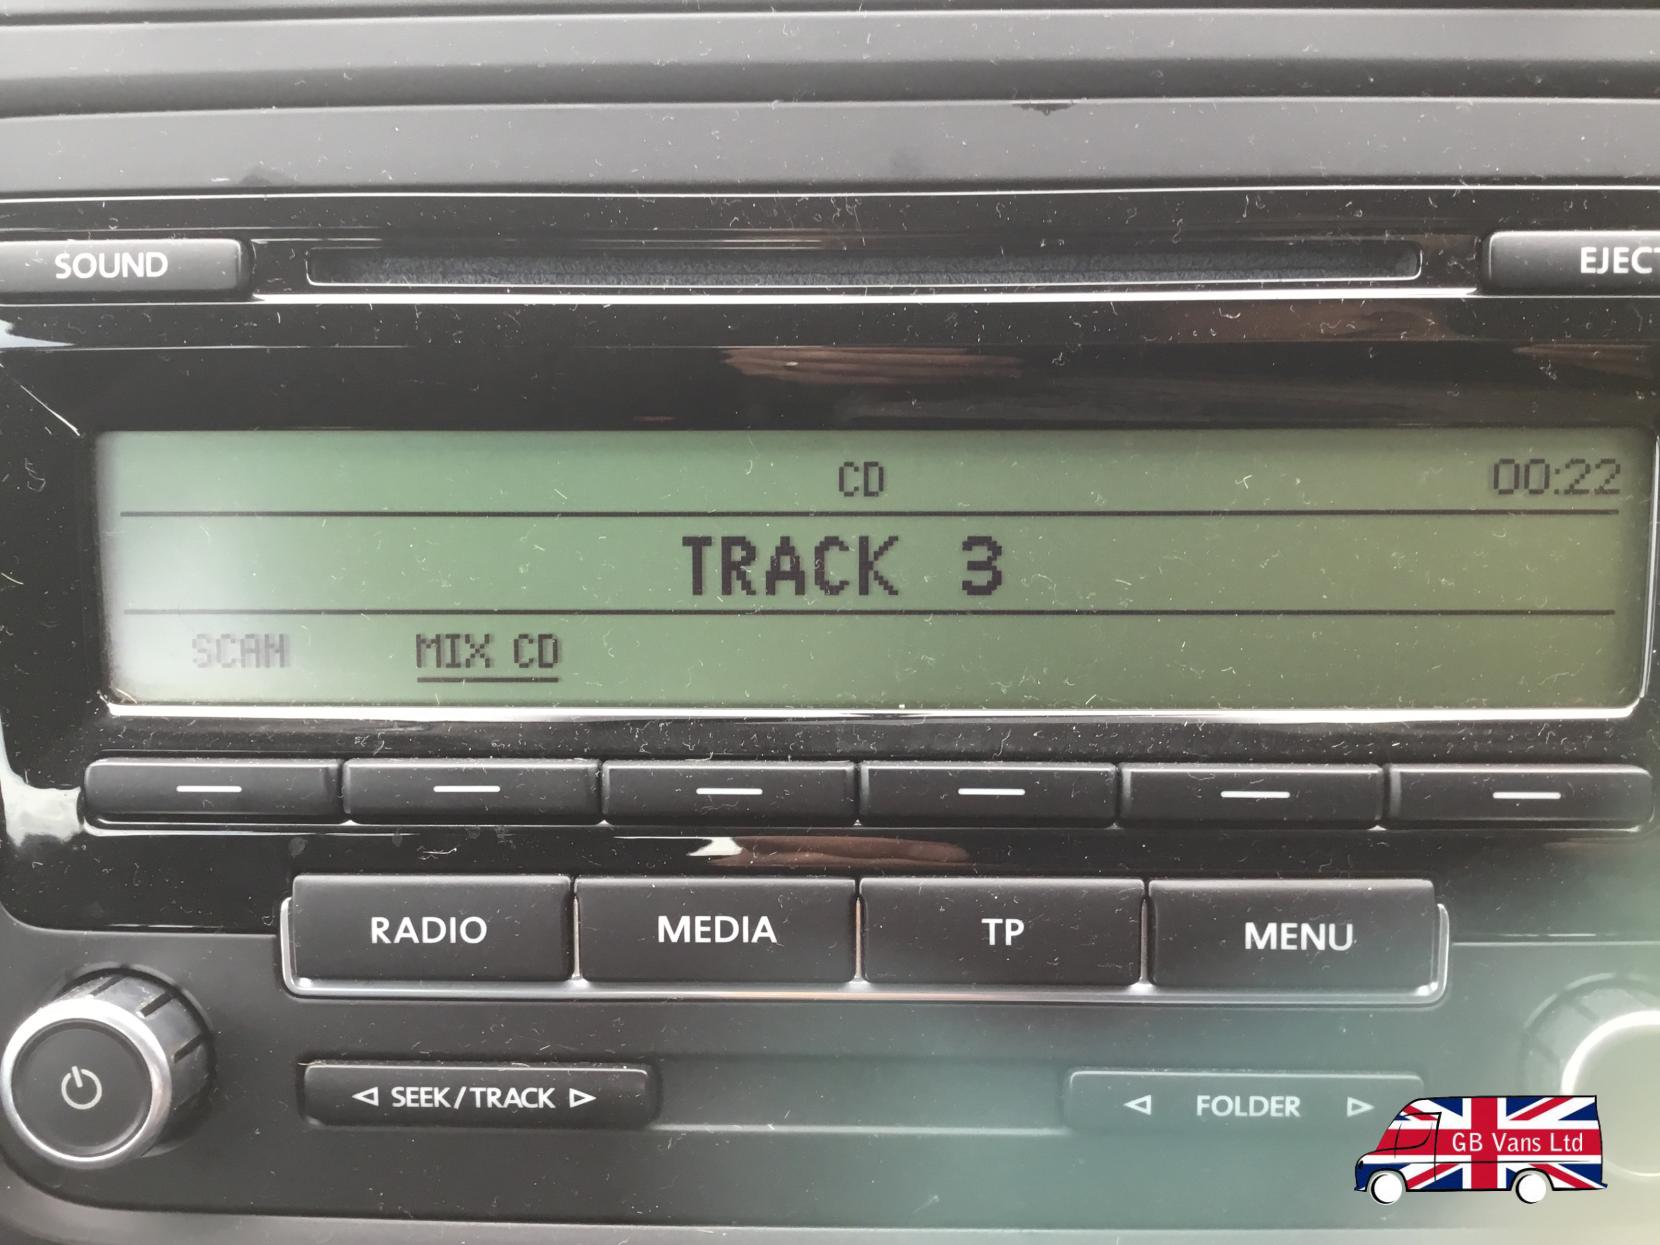 SOUND
EJECT
CD 00:22
TRACK 3
SCAN MIX CD
RADIO MEDIA TP MENU
SEEK/TRACK FOLDER
GB Vans Ltd